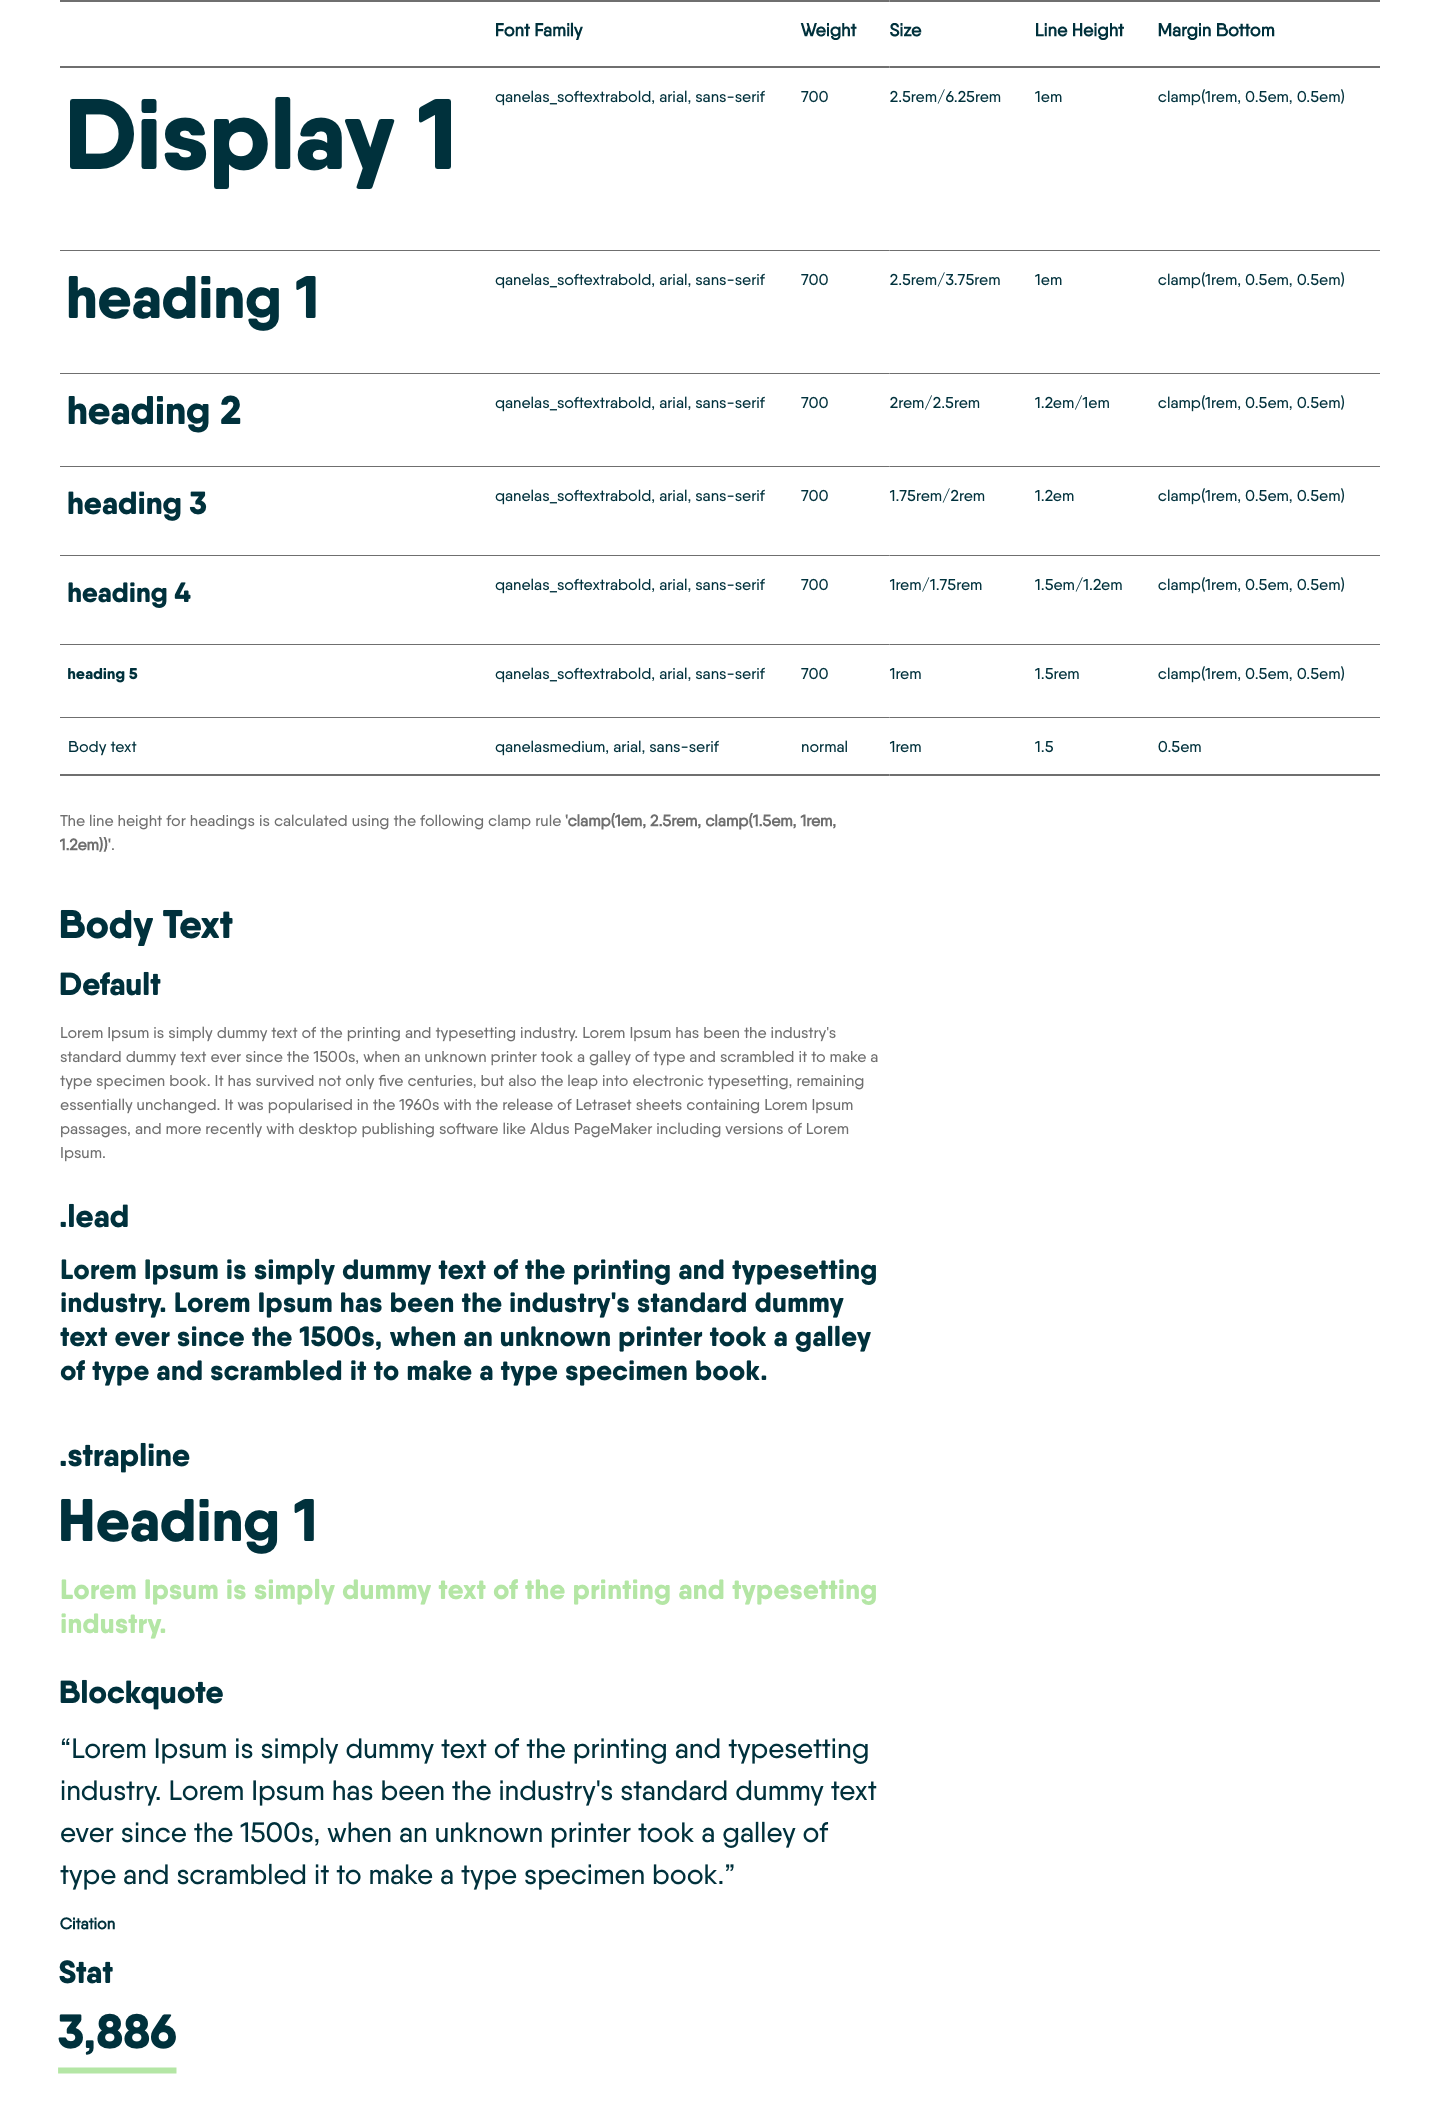 Font Family Weight Size Line Height Margin Bottom
Display 1 qanelas_softextrabold, arial, sans-serif 700 2.5rem/6.25rem 1em clamp(1rem, 0.5em, 0.5em)
heading 1 qanelas_softextrabold, arial, sans-serif 700 2.5rem/3.75rem 1em clamp(1rem, 0.5em, 0.5em)
heading 2 qanelas_softextrabold, arial, sans-serif 700 2rem/2.5rem 1.2em/1em clamp(1rem, 0.5em, 0.5em)
heading 3 qanelas_softextrabold, arial, sans-serif 700 1.75rem/2rem 1.2em clamp(1rem, 0.5em, 0.5em)
heading 4 qanelas_softextrabold, arial, sans-serif 700 1rem/1.75rem 1.5em/1.2em clamp(1rem, 0.5em, 0.5em)
heading 5 qanelas_softextrabold, arial, sans-serif 700 1rem 1.5rem clamp(1rem, 0.5em, 0.5em)
Body text qanelasmedium, arial, sans-serif normal 1rem 1.5 0.5em
The line height for headings is calculated using the following clamp rule 'clamp(1em, 2.5rem, clamp(1.5em, 1rem,
1.2em))'.
Body Text
Default
Lorem Ipsum is simply dummy text of the printing and typesetting industry. Lorem Ipsum has been the industry's
standard dummy text ever since the 1500s, when an unknown printer took a galley of type and scrambled it to make a
type specimen book. It has survived not only five centuries, but also the leap into electronic typesetting, remaining
essentially unchanged. It was popularised in the 1960s with the release of Letraset sheets containing Lorem Ipsum
passages, and more recently with desktop publishing software like Aldus PageMaker including versions of Lorem
Ipsum.
.lead
Lorem Ipsum is simply dummy text of the printing and typesetting
industry. Lorem Ipsum has been the industry's standard dummy
text ever since the 1500s, when an unknown printer took a galley
of type and scrambled it to make a type specimen book.
.strapline
Heading 1
Lorem Ipsum is simply dummy text of the printing and typesetting
industry.
Blockquote
“Lorem Ipsum is simply dummy text of the printing and typesetting
industry. Lorem Ipsum has been the industry's standard dummy text
ever since the 1500s, when an unknown printer took a galley of
type and scrambled it to make a type specimen book.”
Citation
Stat
3,886